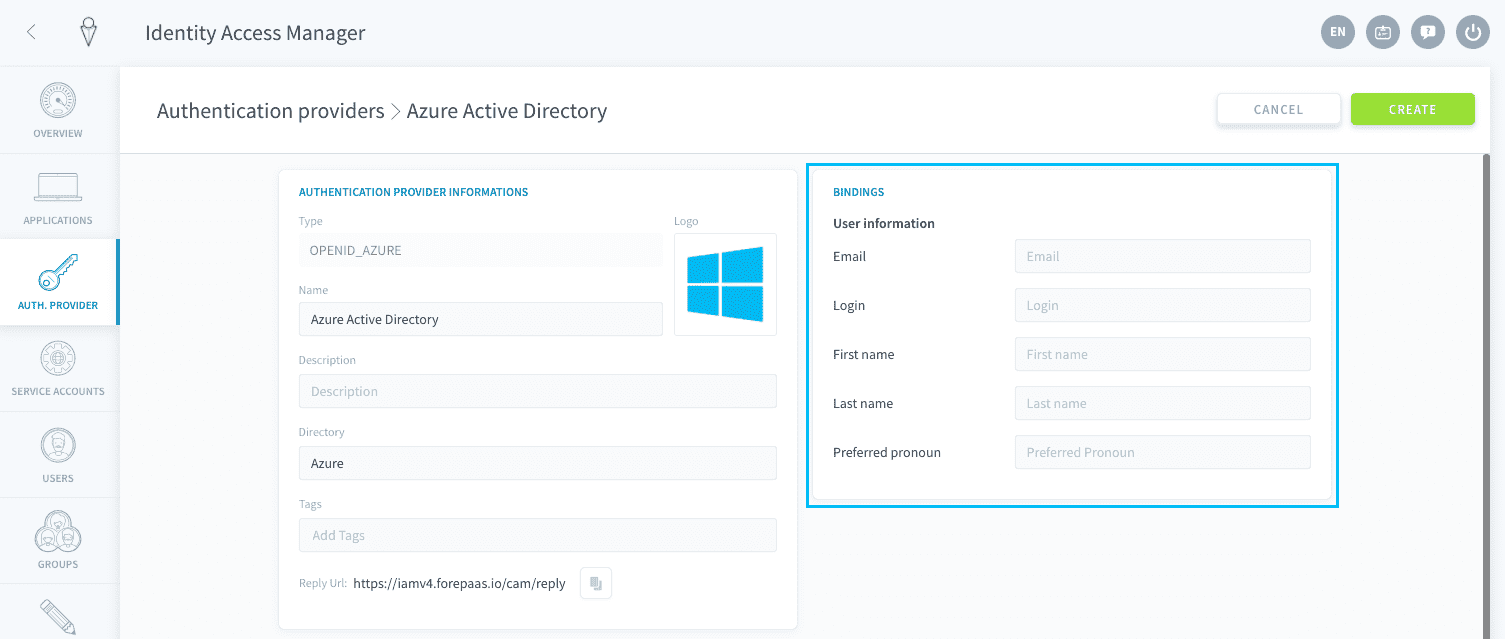 Identity Access Manager
EN
OVERVIEW
APPLICATIONS
AUTH. PROVIDER
SERVICE ACCOUNTS
USERS
GROUPS
Authentication providers > Azure Active Directory
CANCEL
CREATE
AUTHENTICATION PROVIDER INFORMATIONS
Type
OPENID_AZURE
Logo
Name
Azure Active Directory
Description
Description
Directory
Azure
Tags
Add Tags
Reply Url: https://iamv4.forepaas.io/cam/reply
BINDINGS
User information
Email Email
Login Login
First name First name
Last name Last name
Preferred pronoun Preferred Pronoun